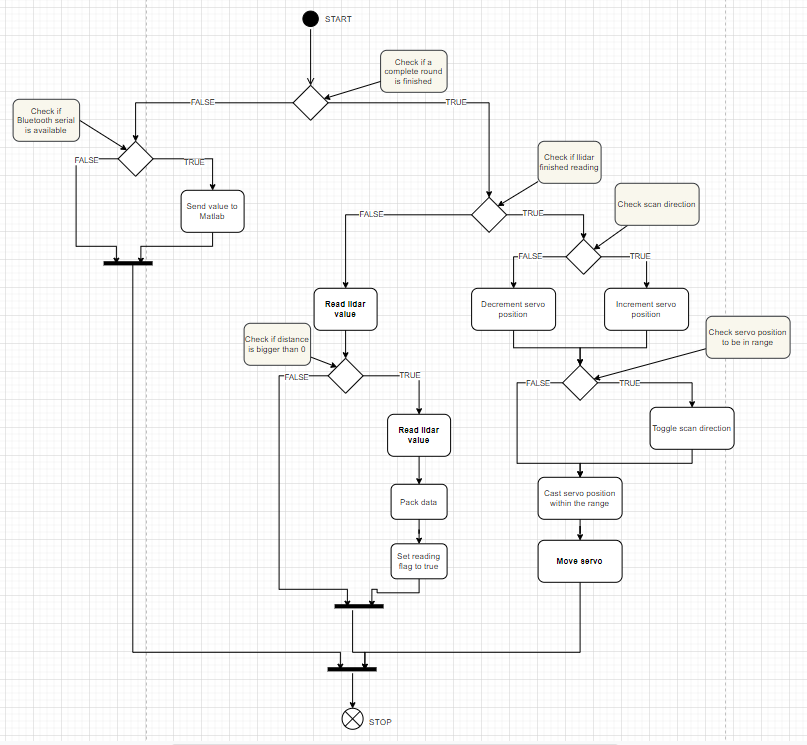 START
Check if a
complete round
is finished
FALSE
TRUE
Check if
Bluetooth serial
is available
FALSE
TRUE
Send value to
Matlab
Check if lidar
finished reading
FALSE
TRUE
Check scan direction
FALSE
TRUE
Read lidar
value
Decrement servo
position
Increment servo
position
Check if distance
is bigger than 0
Check servo position
to be in range
FALSE
TRUE
FALSE
TRUE
Read lidar
value
Toggle scan direction
Pack data
Cast servo position
within the range
Set reading
flag to true
Move servo
STOP